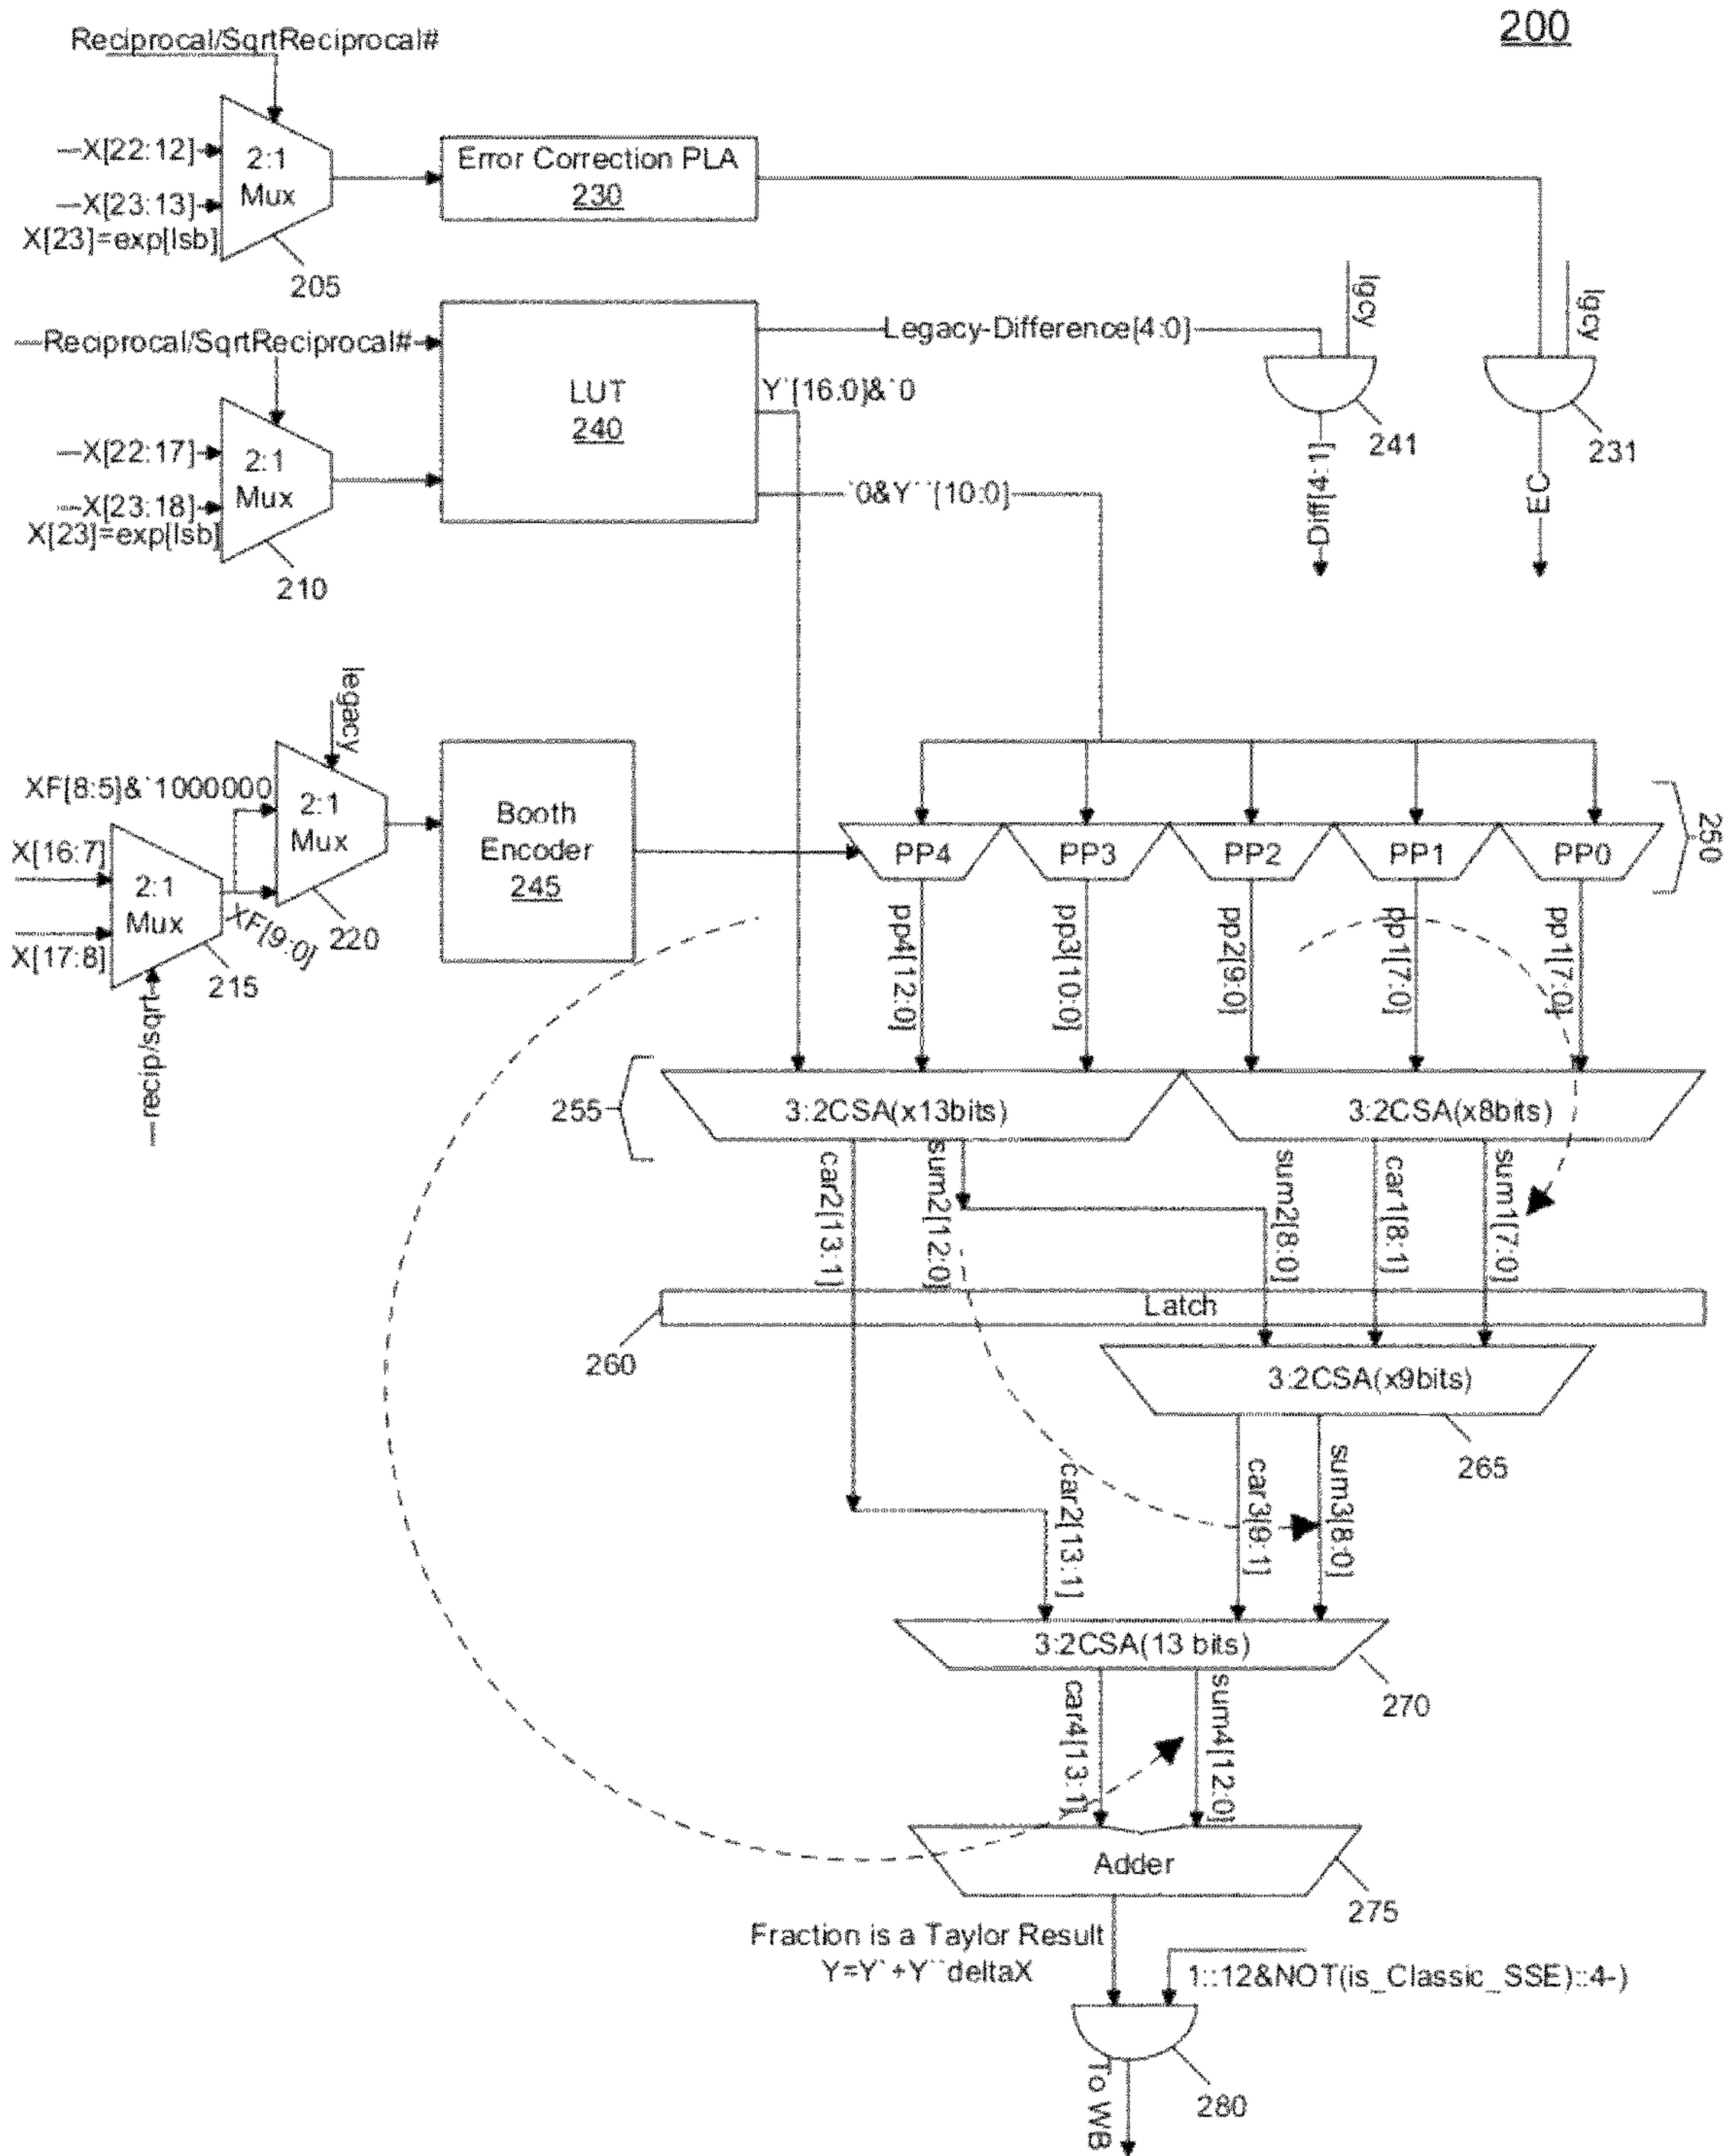 200
Reciprocal/SqrtReciprocal#
X[22:12]
2:1
Mux
X[23:13]
X[23]=exp[lsb]
205
Error Correction PLA
230
Reciprocal/SqrtReciprocal#
X[22:17]
2:1
Mux
X[23:18]
X[23]=exp[lsb]
210
LUT
240
Legacy-Difference[4:0]
Y`[16:0]&`0
`0&Y``[10:0]
lgcy
lgcy
241
231
Diff[4:1]
EC
legacy
XF[8:5]&`1000000
2:1
Mux
220
X[16:7]
2:1
Mux
X[17:8]
XF[9:0]
215
recip/sqrt
Booth
Encoder
245
PP4
PP3
PP2
PP1
PP0
250
pp4[12:0]
pp3[10:0]
pp2[9:0]
pp1[7:0]
pp1[7:0]
255
3:2CSA(x13bits)
3:2CSA(x8bits)
car2[13:1]
sum2[12:0]
sum2[8:0]
car1[8:1]
sum1[7:0]
Latch
260
3:2CSA(x9bits)
265
car2[13:1]
car3[9:1]
sum3[8:0]
3:2CSA(13 bits)
270
car4[13:1]
sum4[12:0]
Adder
275
Fraction is a Taylor Result
Y=Y`+Y``deltaX
1::12&NOT(is_Classic_SSE)::4-)
280
To WB